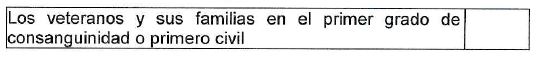 Los veteranos y sus familias en el primer grado de
consanguinidad o primero civil